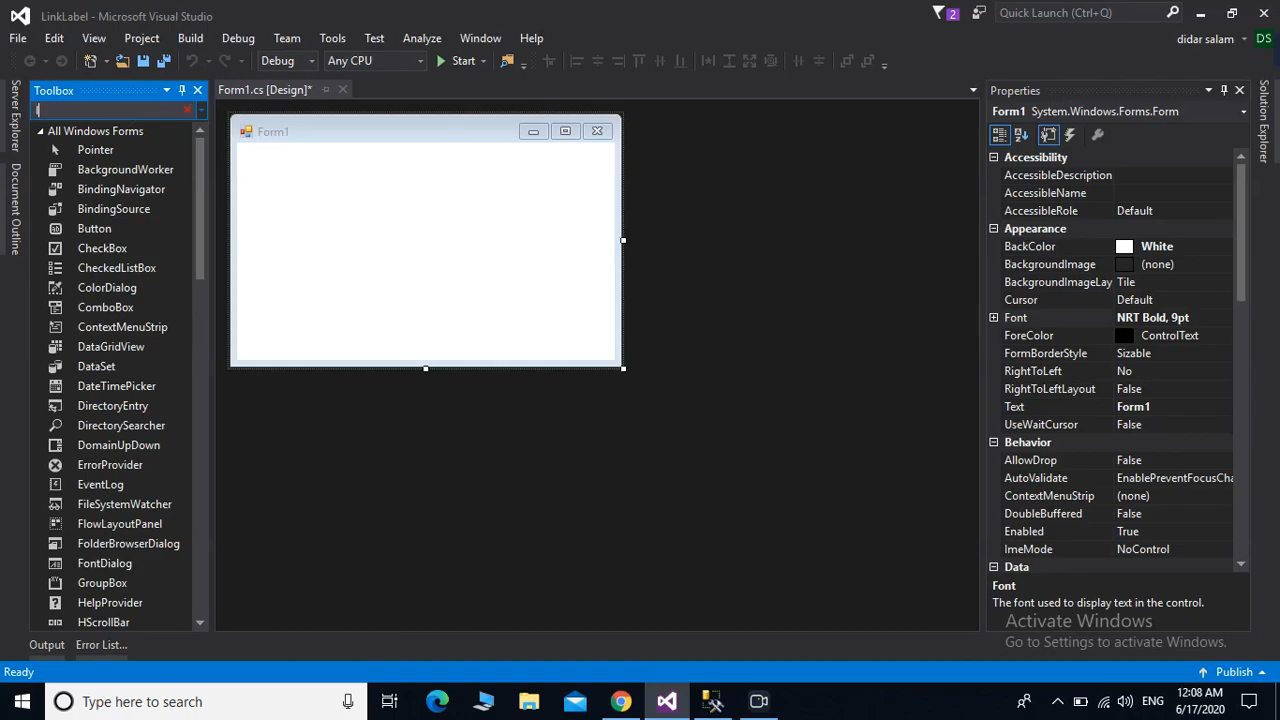 LinkLabel - Microsoft Visual Studio
2
Quick Launch (Ctrl+Q)
File Edit View Project Build Debug Team Tools Test Analyze Window Help
didar salam
DS
Debug
Any CPU
Start
Server Explorer
Document Outline
Toolbox
All Windows Forms
Pointer
BackgroundWorker
BindingNavigator
BindingSource
Button
CheckBox
CheckedListBox
ColorDialog
ComboBox
ContextMenuStrip
DataGridView
DataSet
DateTimePicker
DirectoryEntry
DirectorySearcher
DomainUpDown
ErrorProvider
EventLog
FileSystemWatcher
FlowLayoutPanel
FolderBrowserDialog
FontDialog
GroupBox
HelpProvider
HScrollBar
Form1.cs [Design]*
Form1
Properties
Form1 System.Windows.Forms.Form
Accessibility
AccessibleDescription
AccessibleName
AccessibleRole Default
Appearance
BackColor White
BackgroundImage (none)
BackgroundImageLay Tile
Cursor Default
Font NRT Bold, 9pt
ForeColor ControlText
FormBorderStyle Sizable
RightToLeft No
RightToLeftLayout False
Text Form1
UseWaitCursor False
Behavior
AllowDrop False
AutoValidate EnablePreventFocusCha
ContextMenuStrip (none)
DoubleBuffered False
Enabled True
ImeMode NoControl
Data
Font
The font used to display text in the control.
Activate Windows
Go to Settings to activate Windows.
Solution Explorer
Output Error List...
Ready
Publish
Type here to search
ENG
12:08 AM
6/17/2020